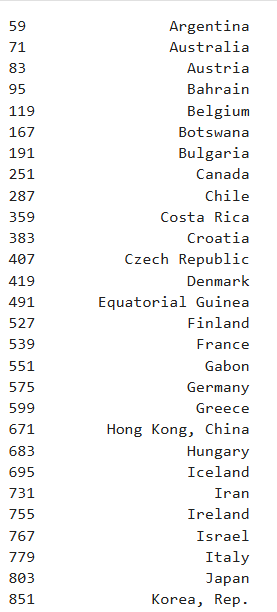 59 Argentina
71 Australia
83 Austria
95 Bahrain
119 Belgium
167 Botswana
191 Bulgaria
251 Canada
287 Chile
359 Costa Rica
383 Croatia
407 Czech Republic
419 Denmark
491 Equatorial Guinea
527 Finland
539 France
551 Gabon
575 Germany
599 Greece
671 Hong Kong, China
683 Hungary
695 Iceland
731 Iran
755 Ireland
767 Israel
779 Italy
803 Japan
851 Korea, Rep.